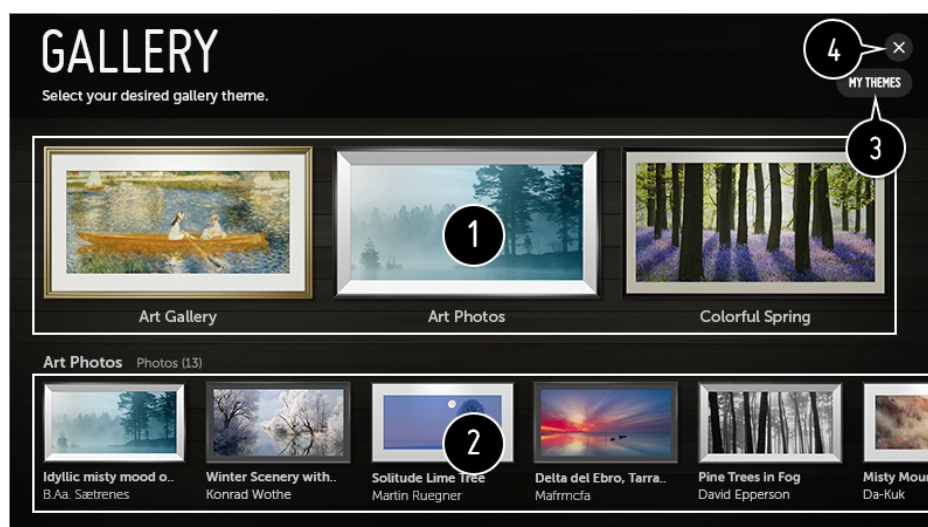 GALLERY
Select your desired gallery theme.
4
MY THEMES
3
1
Art Gallery
Art Photos
Colorful Spring
Art Photos Photos (13)
2
Idyllic misty mood o..
Winter Scenery with..
Solitude Lime Tree
Delta del Ebro, Tarra..
Pine Trees in Fog
Misty Mour
B.Aa. Sætrenes
Konrad Wothe
Martin Ruegner
Mafrmcfa
David Epperson
Da-Kuk